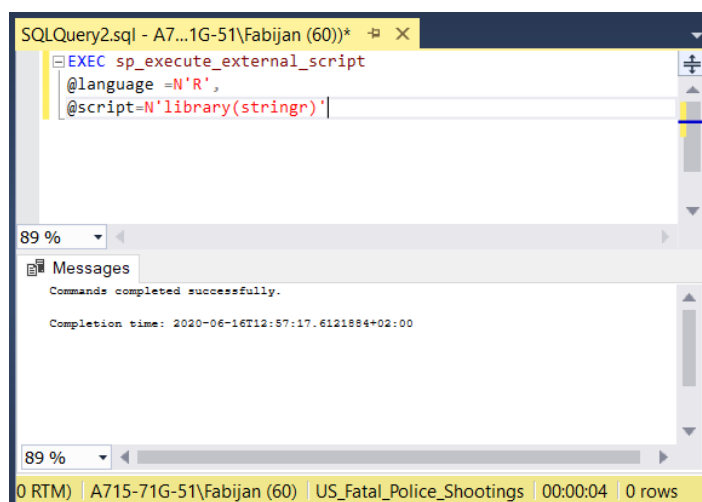 SQLQuery2.sql - A7...1G-51\Fabijan (60))*
EXEC sp_execute_external_script
@language =N'R',
@script=N'library(stringr)'
89 %
Messages
Commands completed successfully.
Completion time: 2020-06-16T12:57:17.6121884+02:00
89 %
0 RTM) A715-71G-51\Fabijan (60) US_Fatal_Police_Shootings 00:00:04 0 rows